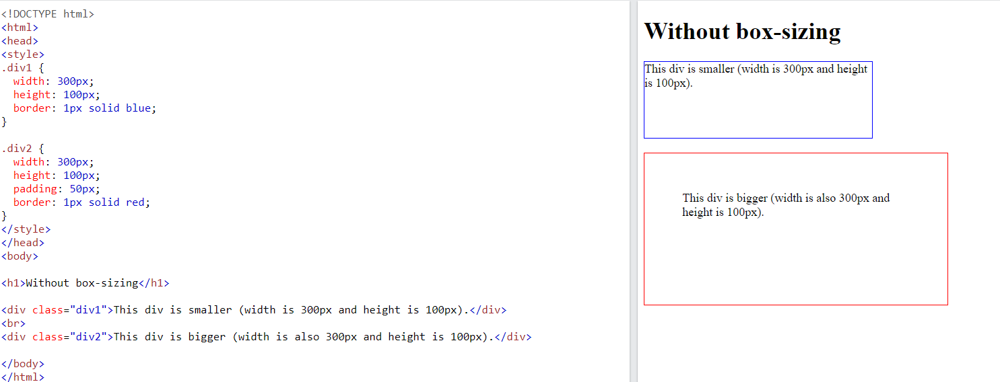 <!DOCTYPE html>
<html>
<head>
<style>
.div1 {
  width: 300px;
  height: 100px;
  border: 1px solid blue;
}

.div2 {
  width: 300px;
  height: 100px;
  padding: 50px;
  border: 1px solid red;
}
</style>
</head>
<body>

<h1>Without box-sizing</h1>

<div class="div1">This div is smaller (width is 300px and height is 100px).</div>
<br>
<div class="div2">This div is bigger (width is also 300px and height is 100px).</div>

</body>
</html>
Without box-sizing
This div is smaller (width is 300px and height
is 100px).
This div is bigger (width is also 300px and
height is 100px).